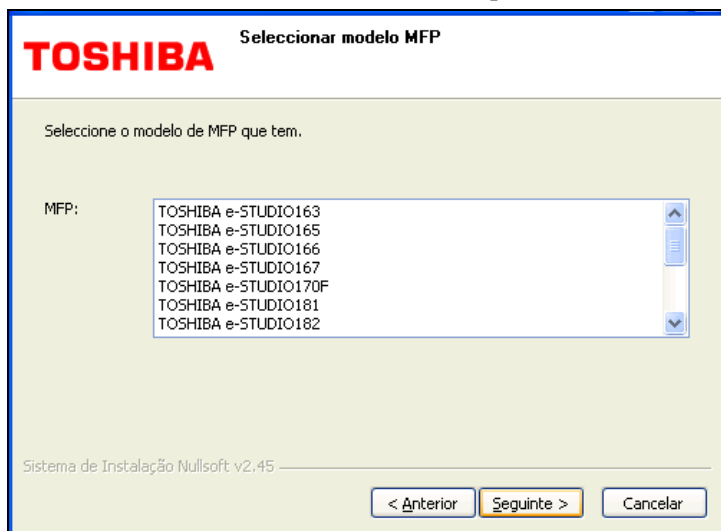 TOSHIBA
Seleccionar modelo MFP
Seleccione o modelo de MFP que tem.
MFP:
TOSHIBA e-STUDIO163
TOSHIBA e-STUDIO165
TOSHIBA e-STUDIO166
TOSHIBA e-STUDIO167
TOSHIBA e-STUDIO170F
TOSHIBA e-STUDIO181
TOSHIBA e-STUDIO182
Sistema de Instalação Nullsoft v2.45
< Anterior
Seguinte >
Cancelar